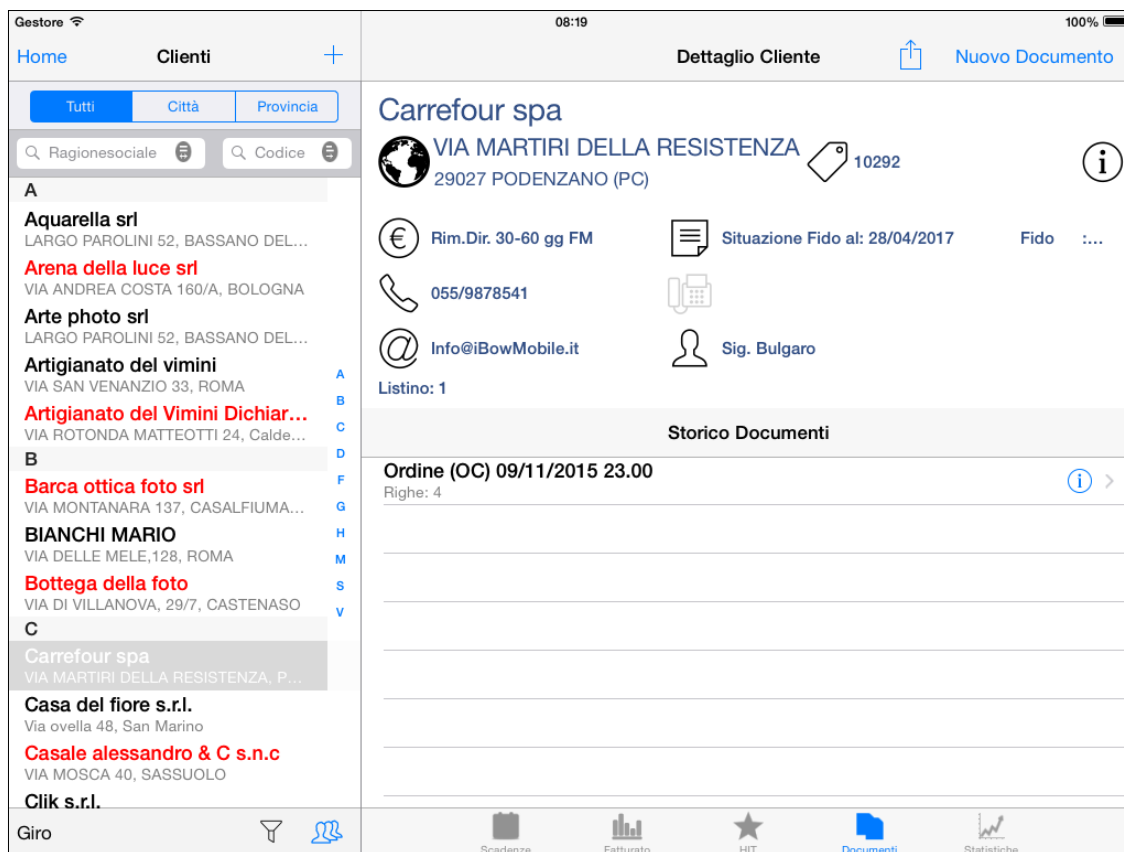 Gestore 08:19 100%
Home Clienti + Dettaglio Cliente Nuovo Documento
Tutti Città Provincia
Ragionesociale Codice
A
Aquarella srl
LARGO PAROLINI 52, BASSANO DEL...
Arena della luce srl
VIA ANDREA COSTA 160/A, BOLOGNA
Arte photo srl
LARGO PAROLINI 52, BASSANO DEL...
Artigianato del vimini
VIA SAN VENANZIO 33, ROMA
Artigianato del Vimini Dichiar...
VIA ROTONDA MATTEOTTI 24, Calde...
B
Barca ottica foto srl
VIA MONTANARA 137, CASALFIUMA...
BIANCHI MARIO
VIA DELLE MELE,128, ROMA
Bottega della foto
VIA DI VILLANOVA, 29/7, CASTENASO
C
Carrefour spa
VIA MARTIRI DELLA RESISTENZA, P...
Casa del fiore s.r.l.
Via ovella 48, San Marino
Casale alessandro & C s.n.c
VIA MOSCA 40, SASSUOLO
Clik s.r.l.
A
B
C
D
F
G
H
M
S
V
Giro
Carrefour spa
VIA MARTIRI DELLA RESISTENZA
29027 PODENZANO (PC)
10292
i
€ Rim.Dir. 30-60 gg FM
Situazione Fido al: 28/04/2017 Fido :...
055/9878541
@ Info@iBowMobile.it
Sig. Bulgaro
Listino: 1
Storico Documenti
Ordine (OC) 09/11/2015 23.00
Righe: 4
i
Scadenze Fatturato HIT Documenti Statistiche